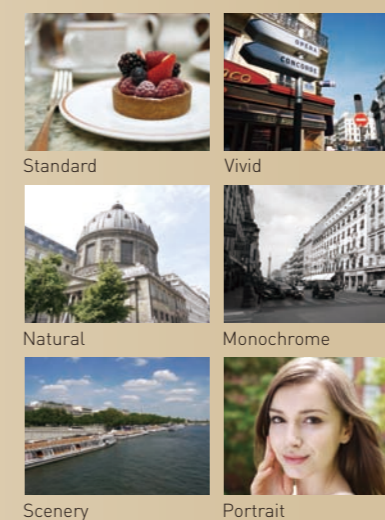 OPERA
CONCORDE
Standard
Vivid
Natural
Monochrome
Scenery
Portrait